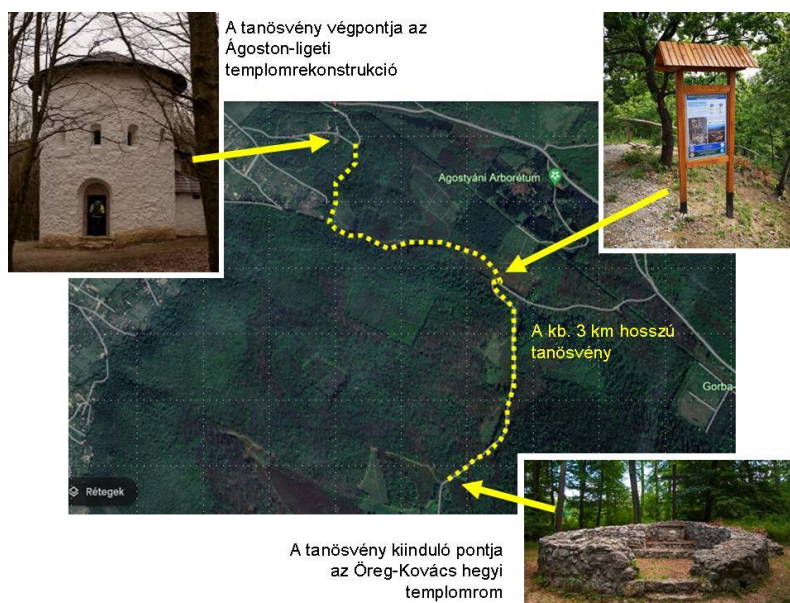 A tanösvény végpontja az
Ágoston-ligeti
templomrekonstrukció
Agostyáni Arborétum
A kb. 3 km hosszú
tanösvény
Gorba-
Rétegek
A tanösvény kiinduló pontja
az Öreg-Kovács hegyi
templomrom